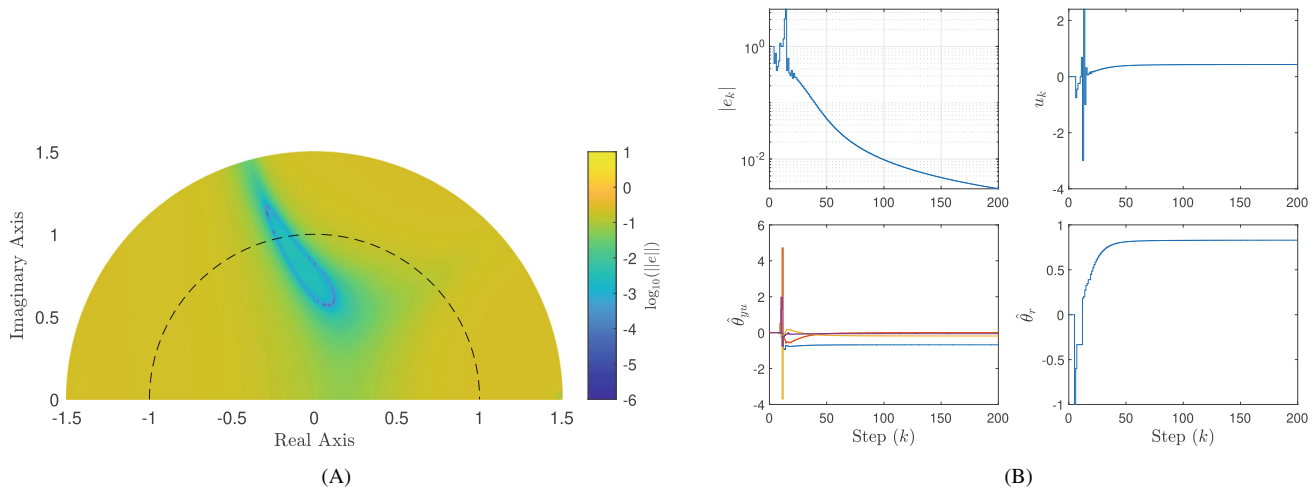 1.5
1
0.5
0
Imaginary Axis
-1.5 -1 -0.5 0 0.5 1 1.5
Real Axis
1
0
-1
-2
-3
-4
-5
-6
log₁₀(||e||)
(A)
10⁰
10⁻²
|eₖ|
0 50 100 150 200
2
0
-2
-4
uₖ
0 50 100 150 200
6
4
2
0
-2
-4
θ̂ᵧᵤ
0 50 100 150 200
Step (k)
1
0.5
0
-0.5
-1
θ̂ᵣ
0 50 100 150 200
Step (k)
(B)